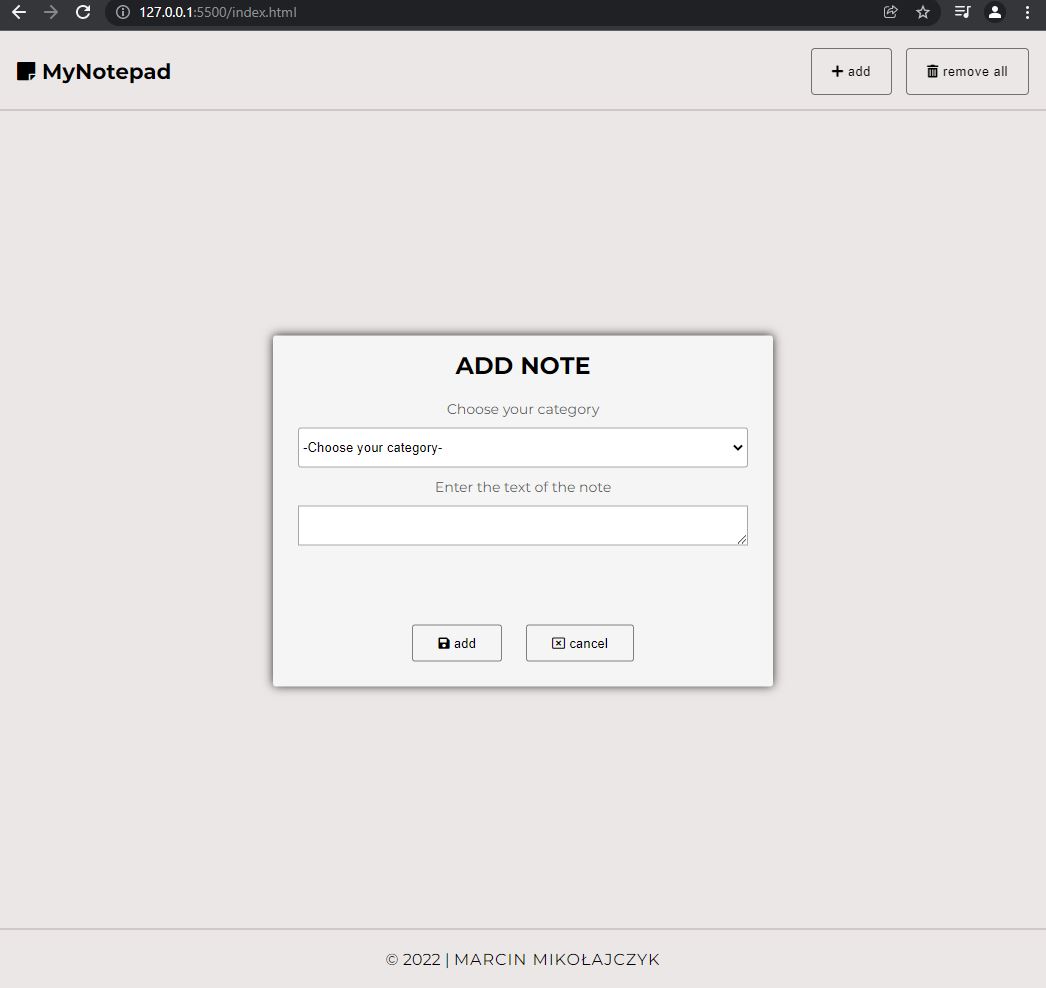 127.0.0.1:5500/index.html
MyNotepad
add
remove all
ADD NOTE
Choose your category
-Choose your category-
Enter the text of the note
add
cancel
© 2022 | MARCIN MIKOŁAJCZYK